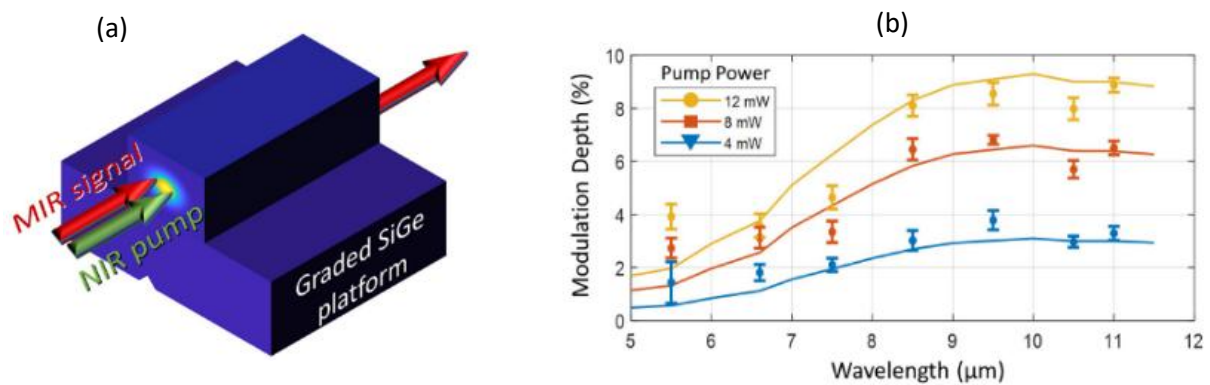 (a)
MIR signal
NIR pump
Graded SiGe
platform
(b)
Modulation Depth (%)
10
8
6
4
2
0
Pump Power
12 mW
8 mW
4 mW
5 6 7 8 9 10 11 12
Wavelength (μm)